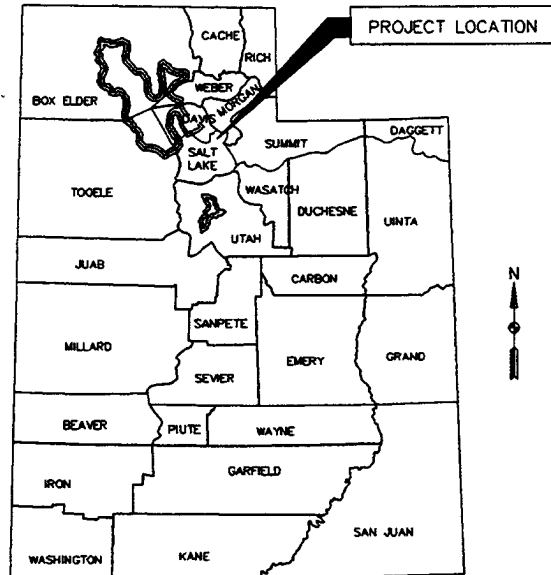 PROJECT LOCATION
CACHE
RICH
BOX ELDER
WEBER
DAVIS
MORGAN
DAGGETT
SUMMIT
SALT
LAKE
TOOELE
WASATCH
DUCHESNE
UINTA
UTAH
JUAB
CARBON
N
SANPETE
MILLARD
EMERY
GRAND
SEVIER
BEAVER
PIUTE
WAYNE
GARFIELD
IRON
SAN JUAN
WASHINGTON
KANE